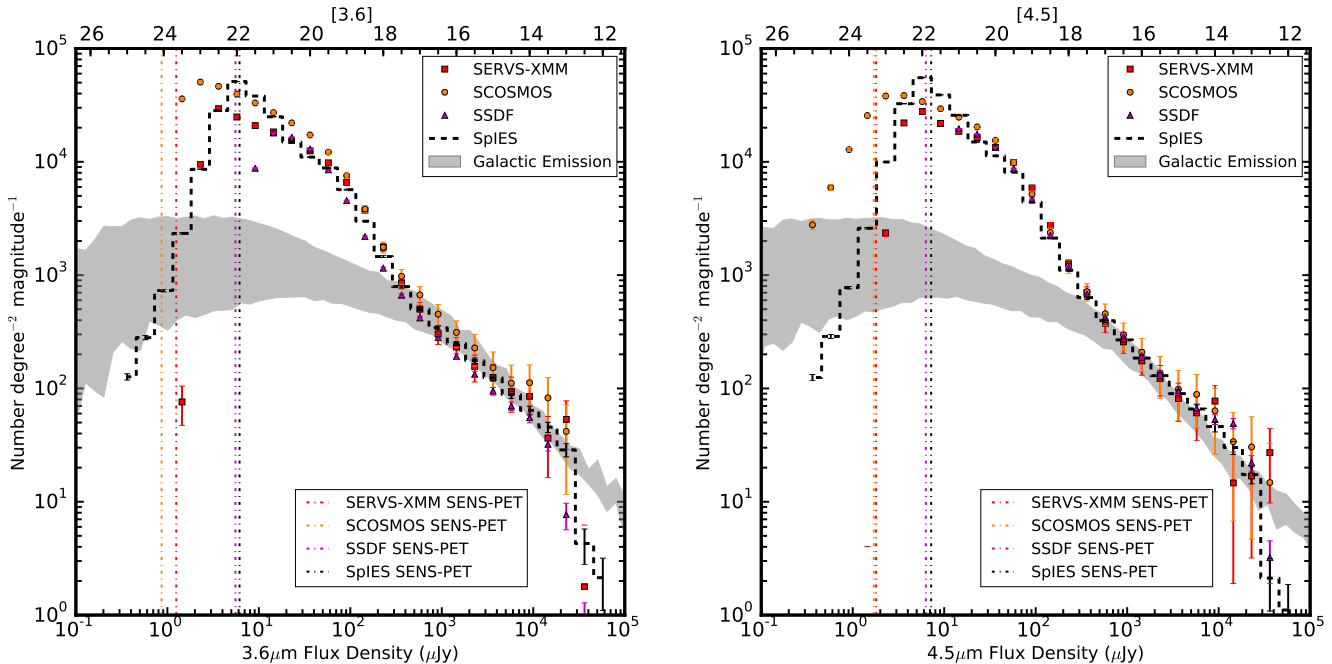 [3.6]
26 24 22 20 18 16 14 12
10^5
10^4
10^3
10^2
10^1
10^0
Number degree^−2 magnitude^−1
SERVS-XMM
SCOSMOS
SSDF
SpIES
Galactic Emission
SERVS-XMM SENS-PET
SCOSMOS SENS-PET
SSDF SENS-PET
SpIES SENS-PET
10^−1 10^0 10^1 10^2 10^3 10^4 10^5
3.6μm Flux Density (μJy)
[4.5]
26 24 22 20 18 16 14 12
10^5
10^4
10^3
10^2
10^1
10^0
Number degree^−2 magnitude^−1
SERVS-XMM
SCOSMOS
SSDF
SpIES
Galactic Emission
SERVS-XMM SENS-PET
SCOSMOS SENS-PET
SSDF SENS-PET
SpIES SENS-PET
10^−1 10^0 10^1 10^2 10^3 10^4 10^5
4.5μm Flux Density (μJy)